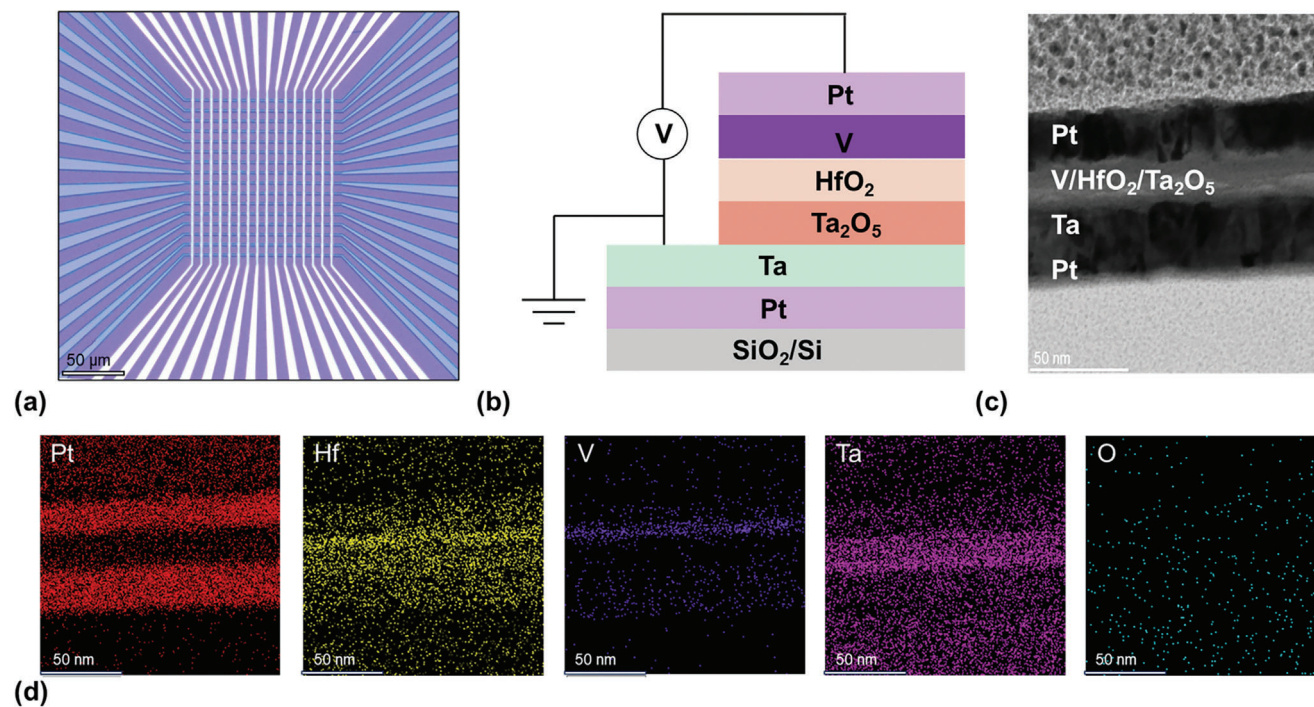 50 µm
(a)
V
Pt
V
HfO₂
Ta₂O₅
Ta
Pt
SiO₂/Si
(b)
Pt
V/HfO₂/Ta₂O₅
Ta
Pt
50 nm
(c)
Pt
50 nm
Hf
50 nm
V
50 nm
Ta
50 nm
O
50 nm
(d)